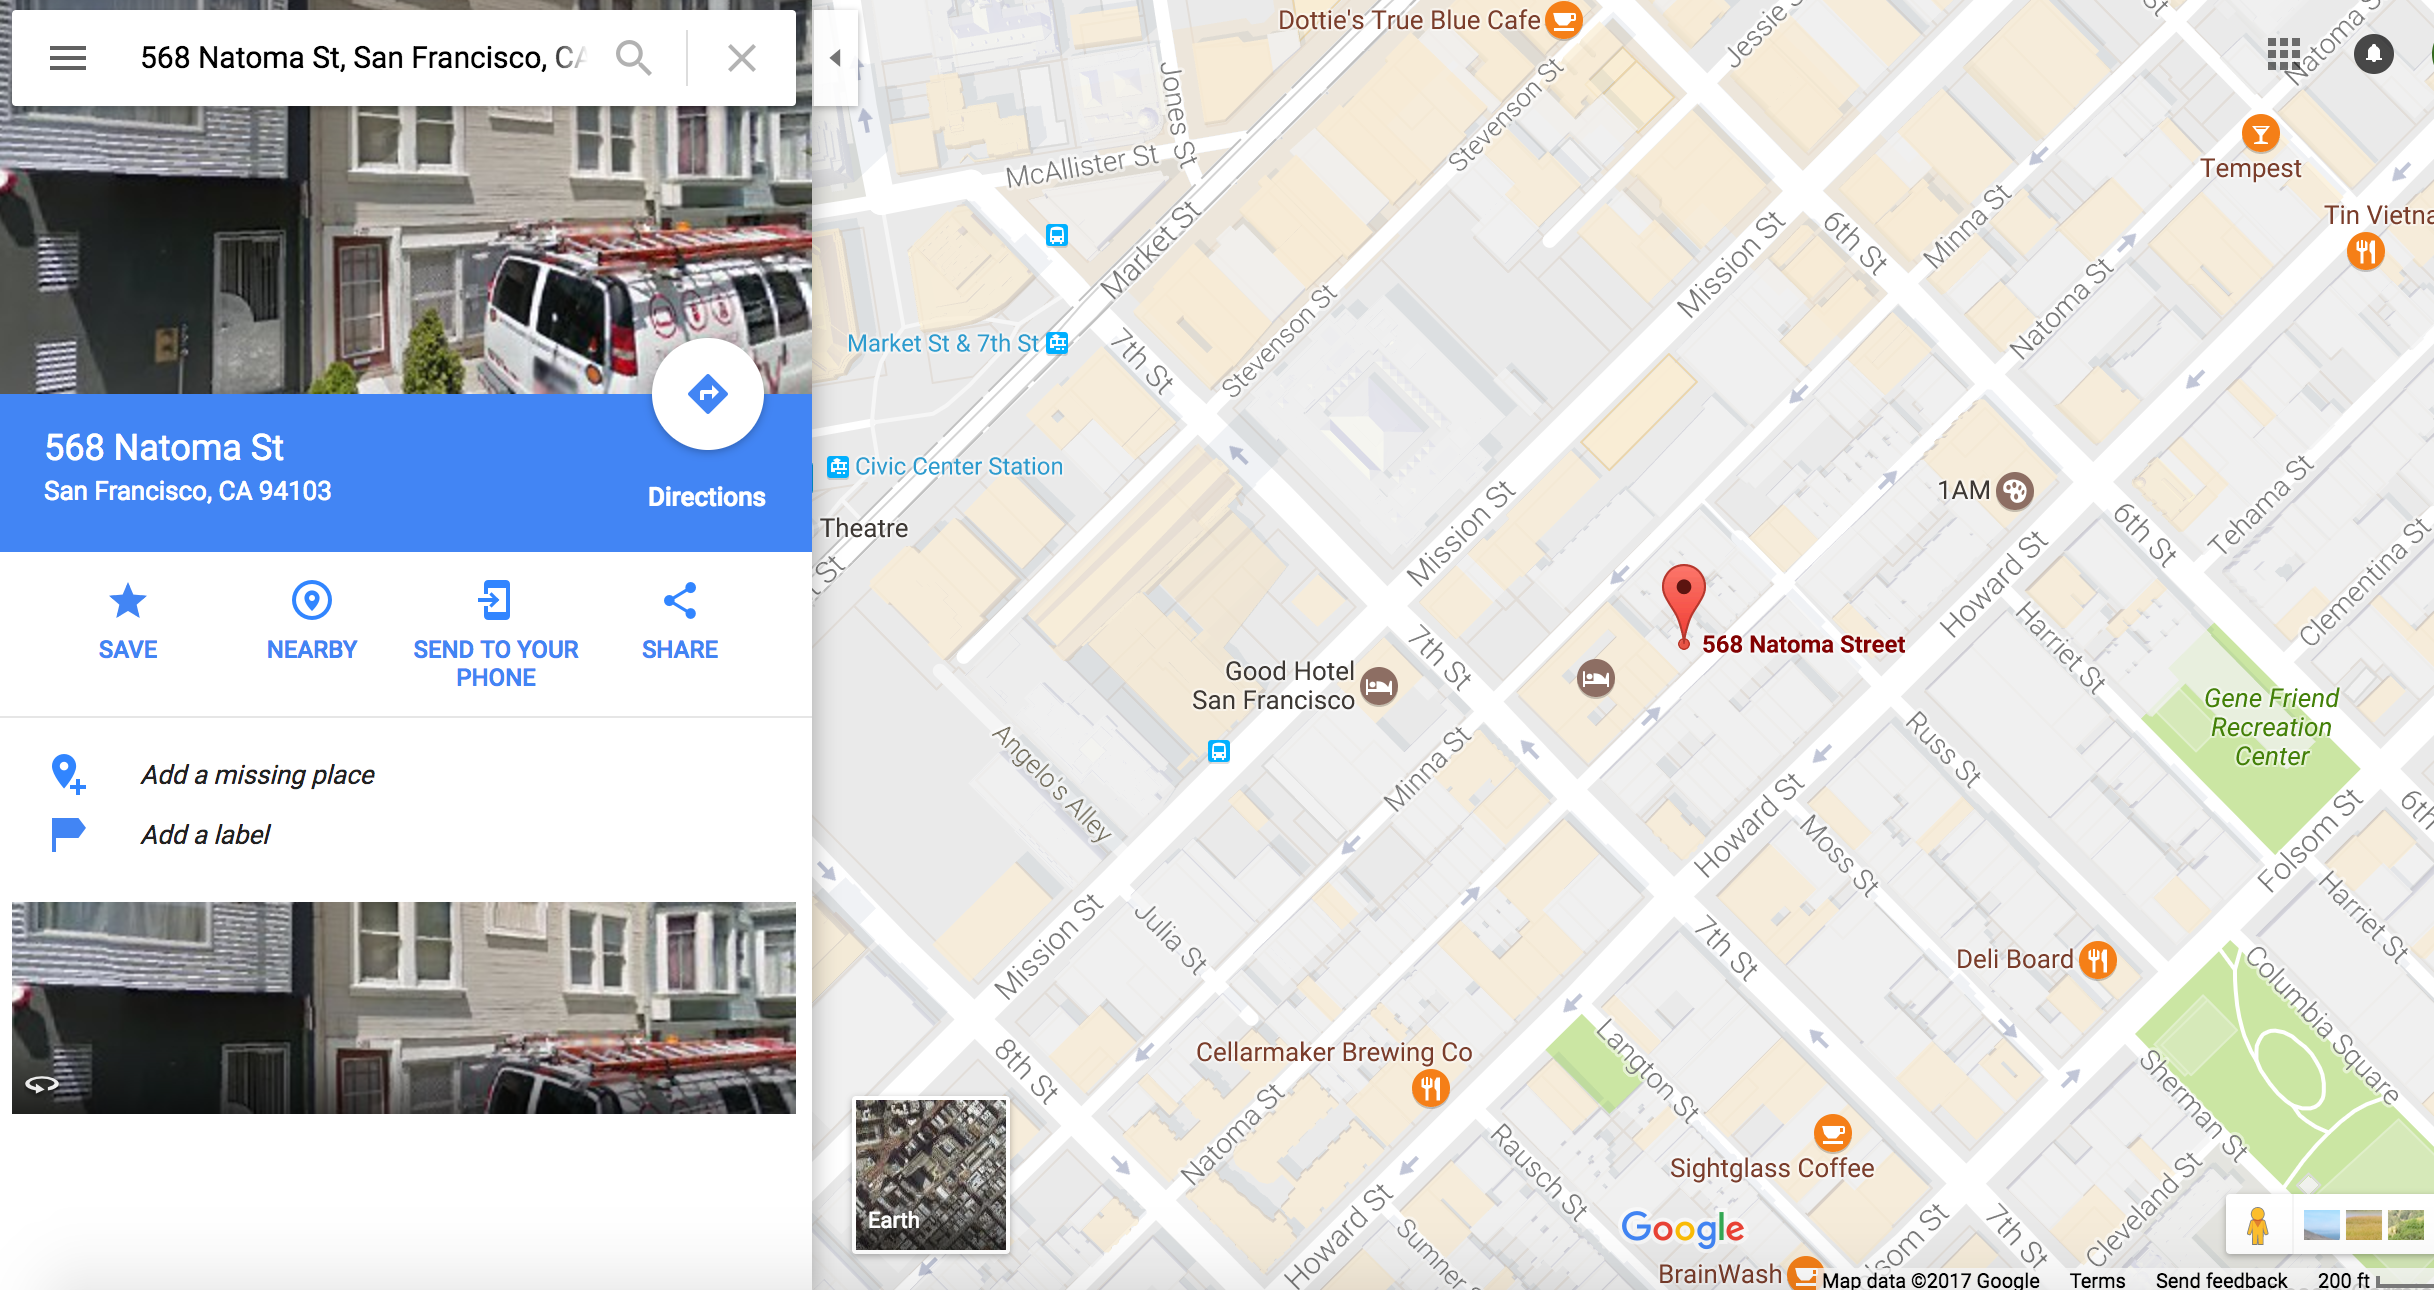 568 Natoma St, San Francisco, CA
568 Natoma St
San Francisco, CA 94103
Directions
SAVE
NEARBY
SEND TO YOUR
PHONE
SHARE
Add a missing place
Add a label
Dottie's True Blue Cafe
Jessie S
Natoma St
Jones St
Stevenson St
McAllister St
Tempest
Tin Vietna
Market St
Mission St
6th St
Minna St
Natoma St
Market St & 7th St
7th St
Stevenson St
Civic Center Station
Theatre
St
Mission St
1AM
6th St
Tehama St
Howard St
Clementina St
568 Natoma Street
Harriet St
Good Hotel
San Francisco
7th St
Gene Friend
Recreation
Center
Angelo's Alley
Minna St
Russ St
Howard St
Moss St
Folsom St
6th
Harriet St
Mission St
Julia St
7th St
Deli Board
Columbia Square
8th St
Cellarmaker Brewing Co
Langton St
Sherman St
Natoma St
Rausch St
Sightglass Coffee
Cleveland St
Earth
Howard St
Sumner
Google
lsom St
7th St
BrainWash
Map data ©2017 Google
Terms
Send feedback
200 ft